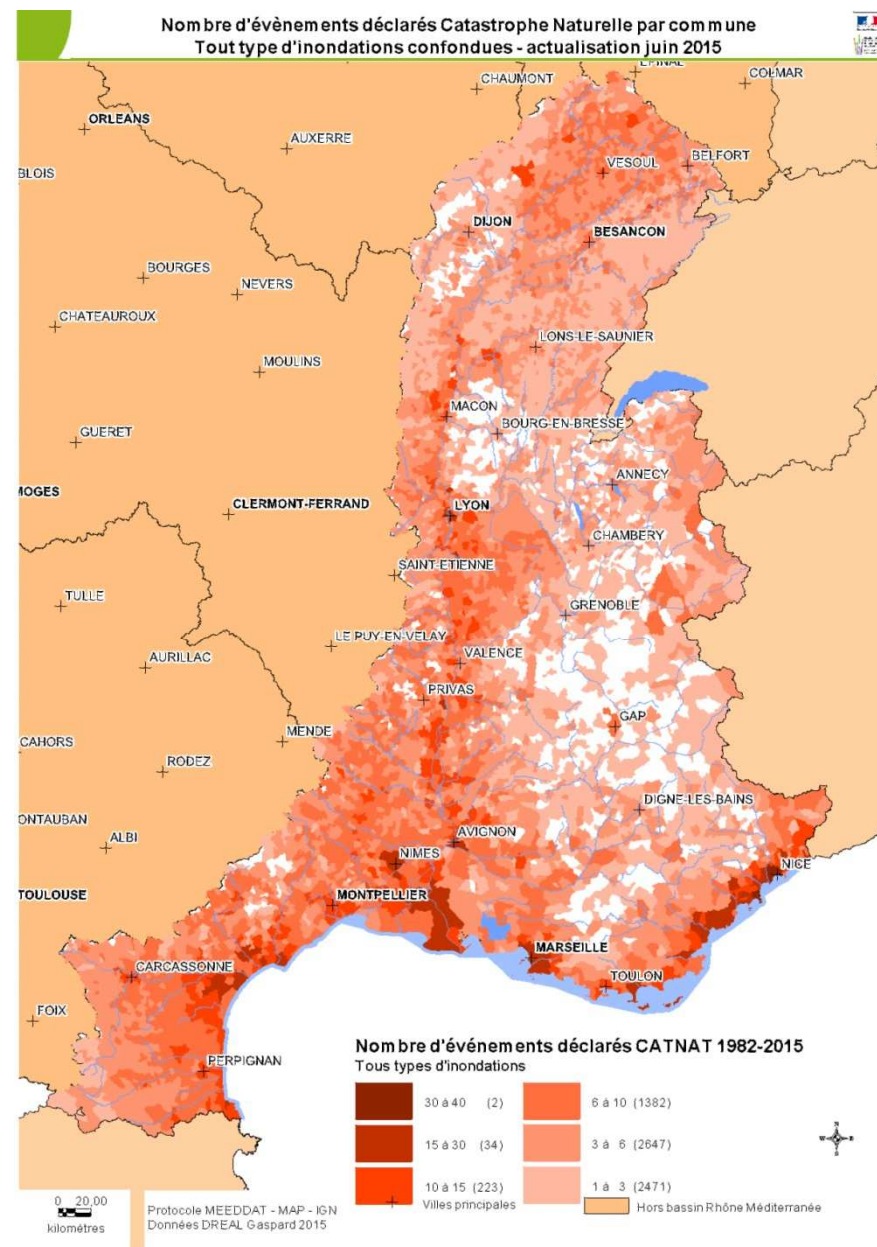 Nombre d'évènements déclarés Catastrophe Naturelle par commune
Tout type d'inondations confondues - actualisation juin 2015
CHAUMONT
EPINAL
COLMAR
ORLEANS
AUXERRE
BLOIS
VESOUL
BELFORT
DIJON
BESANCON
BOURGES
NEVERS
CHATEAUROUX
LONS-LE-SAUNIER
MOULINS
MACON
BOURG-EN-BRESSE
GUERET
ANNECY
MOGES
CLERMONT-FERRAND
LYON
CHAMBERY
SAINT-ETIENNE
TULLE
GRENOBLE
LE PUY-EN-VELAY
AURILLAC
VALENCE
PRIVAS
GAP
MENDE
CAHORS
RODEZ
DIGNE-LES-BAINS
ONTAUBAN
ALBI
AVIGNON
NIMES
NICE
TOULOUSE
MONTPELLIER
MARSEILLE
CARCASSONNE
TOULON
FOIX
PERPIGNAN
Nombre d'événements déclarés CATNAT 1982-2015
Tous types d'inondations
30 à 40 (2)
6 à 10 (1382)
15 à 30 (34)
3 à 6 (2647)
10 à 15 (223)
1 à 3 (2471)
Villes principales
Hors bassin Rhône Méditerranée
N
W E
S
0 20,00
kilomètres
Protocole MEEDDAT - MAP - IGN
Données DREAL Gaspard 2015